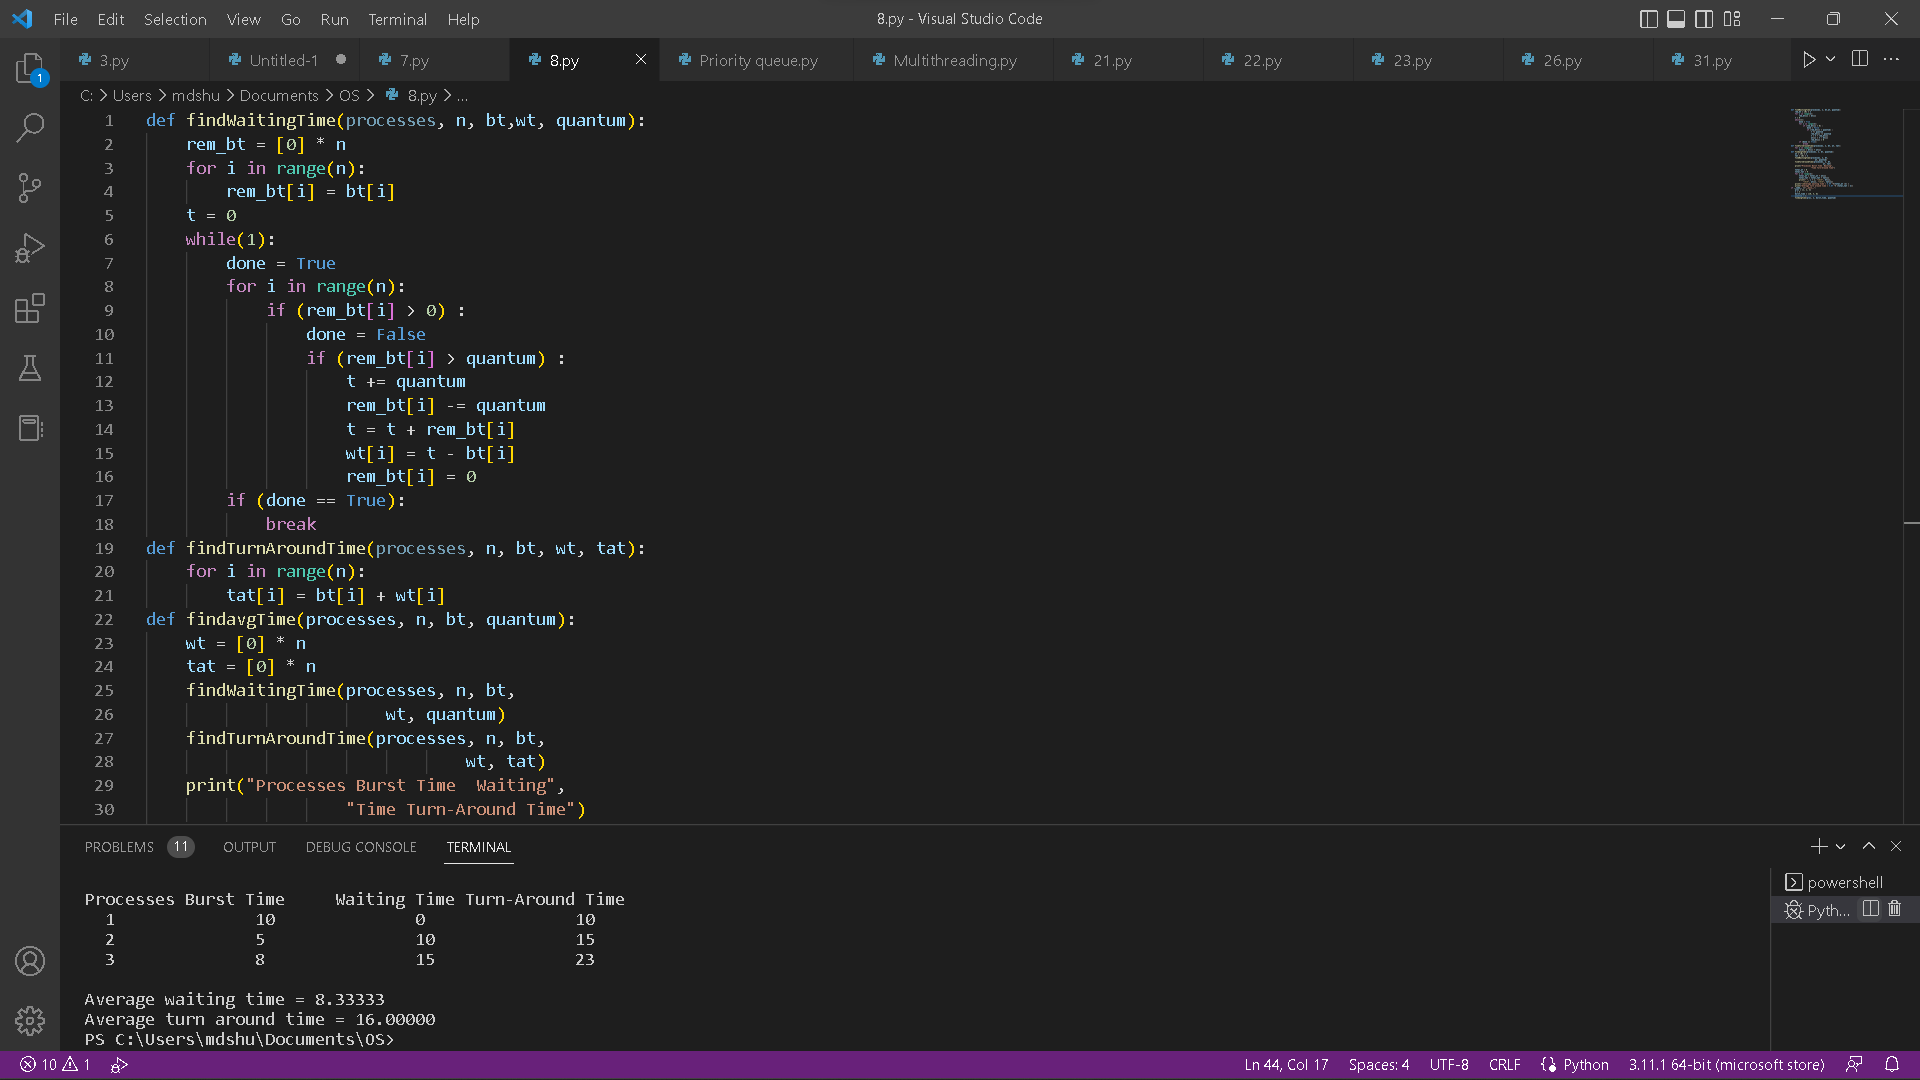 File Edit Selection View Go Run Terminal Help
8.py - Visual Studio Code
3.py Untitled-1 7.py 8.py Priority queue.py Multithreading.py 21.py 22.py 23.py 26.py 31.py
C: > Users > mdshu > Documents > OS > 8.py > ...
1 def findWaitingTime(processes, n, bt,wt, quantum):
2 rem_bt = [0] * n
3 for i in range(n):
4 rem_bt[i] = bt[i]
5 t = 0
6 while(1):
7 done = True
8 for i in range(n):
9 if (rem_bt[i] > 0) :
10 done = False
11 if (rem_bt[i] > quantum) :
12 t += quantum
13 rem_bt[i] -= quantum
14 t = t + rem_bt[i]
15 wt[i] = t - bt[i]
16 rem_bt[i] = 0
17 if (done == True):
18 break
19 def findTurnAroundTime(processes, n, bt, wt, tat):
20 for i in range(n):
21 tat[i] = bt[i] + wt[i]
22 def findavgTime(processes, n, bt, quantum):
23 wt = [0] * n
24 tat = [0] * n
25 findWaitingTime(processes, n, bt,
26 wt, quantum)
27 findTurnAroundTime(processes, n, bt,
28 wt, tat)
29 print("Processes Burst Time  Waiting",
30 "Time Turn-Around Time")
PROBLEMS 11 OUTPUT DEBUG CONSOLE TERMINAL
Processes Burst Time Waiting Time Turn-Around Time
1 10 0 10
2 5 10 15
3 8 15 23
Average waiting time = 8.33333
Average turn around time = 16.00000
PS C:\Users\mdshu\Documents\OS>
powershell
Pyth...
1
10 1
Ln 44, Col 17 Spaces: 4 UTF-8 CRLF Python 3.11.1 64-bit (microsoft store)